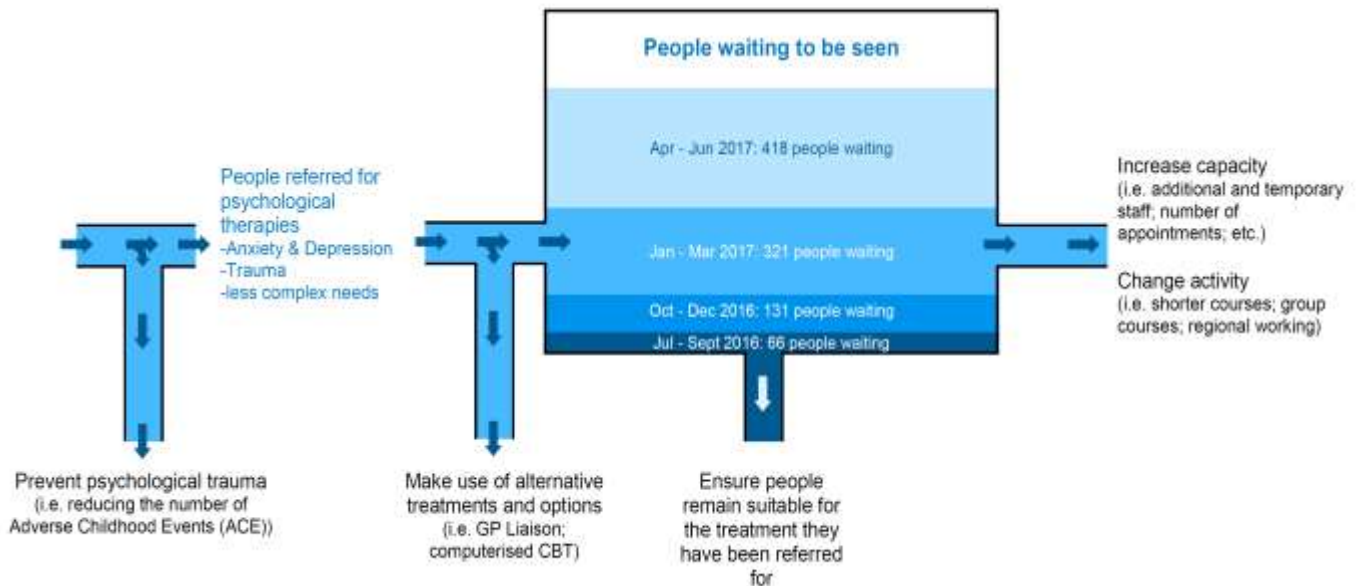 People waiting to be seen
Apr - Jun 2017: 418 people waiting
Jan - Mar 2017: 321 people waiting
Oct - Dec 2016: 131 people waiting
Jul - Sept 2016: 66 people waiting
People referred for
psychological
therapies
-Anxiety & Depression
-Trauma
-less complex needs
Increase capacity
(i.e. additional and temporary
staff; number of
appointments; etc.)
Change activity
(i.e. shorter courses; group
courses; regional working)
Prevent psychological trauma
(i.e. reducing the number of
Adverse Childhood Events (ACE))
Make use of alternative
treatments and options
(i.e. GP Liaison;
computerised CBT)
Ensure people
remain suitable for
the treatment they
have been referred
for